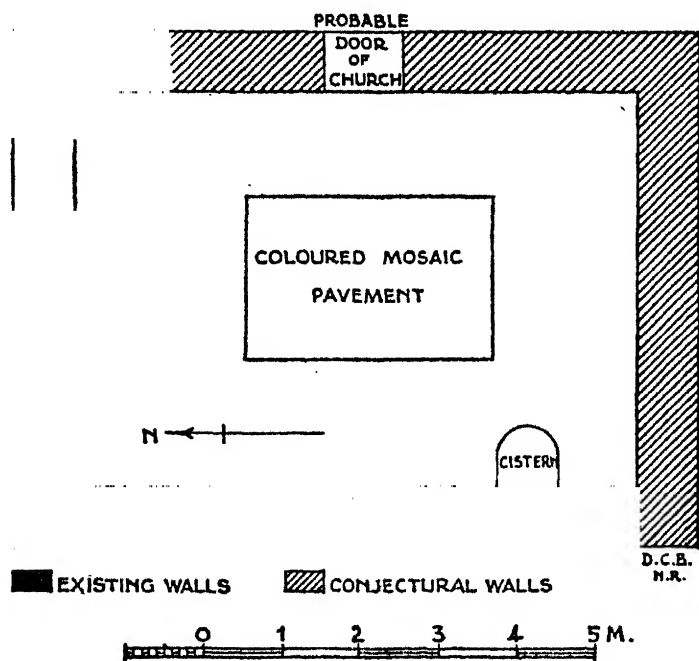 PROBABLE
DOOR
OF
CHURCH
COLOURED MOSAIC
PAVEMENT
N
CISTERN
EXISTING WALLS
CONJECTURAL WALLS
D.C.B.
H.R.
0 1 2 3 4 5 M.